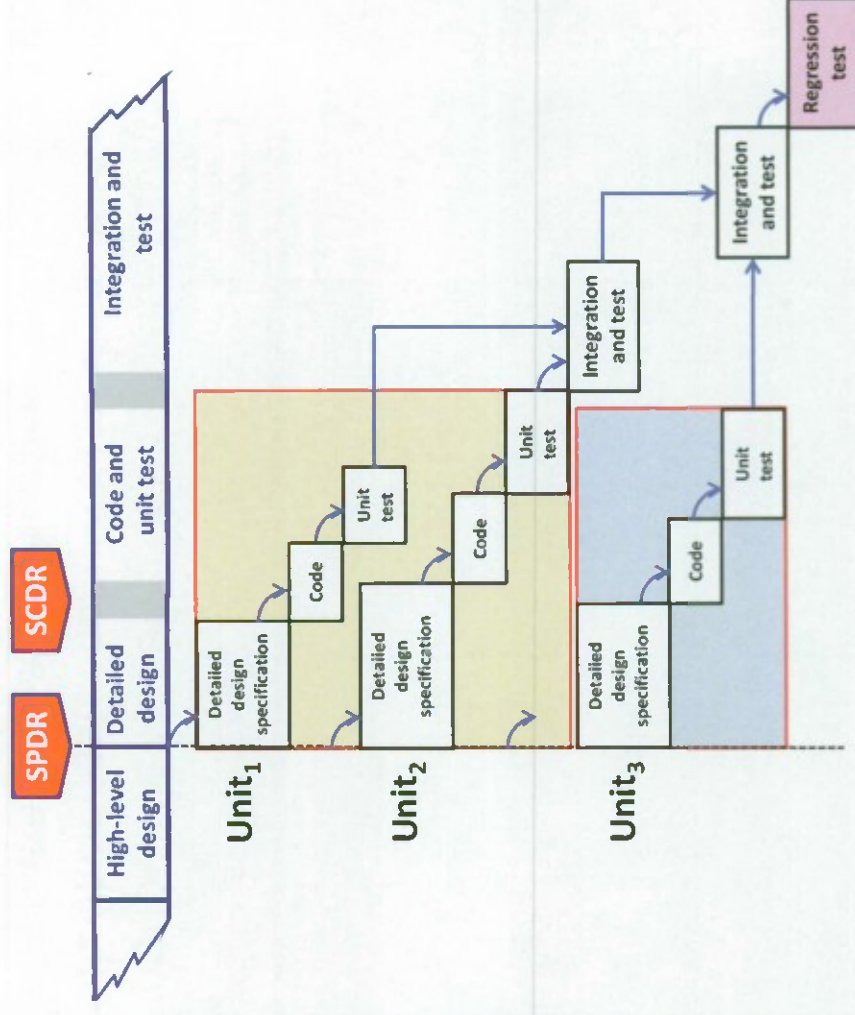 SPDR
SCDR
High-level
design
Detailed
design
Code and
unit test
Integration and
test
Unit1
Detailed
design
specification
Code
Unit
test
Unit2
Detailed
design
specification
Code
Unit
test
Integration
and test
Unit3
Detailed
design
specification
Code
Unit
test
Integration
and test
Regression
test